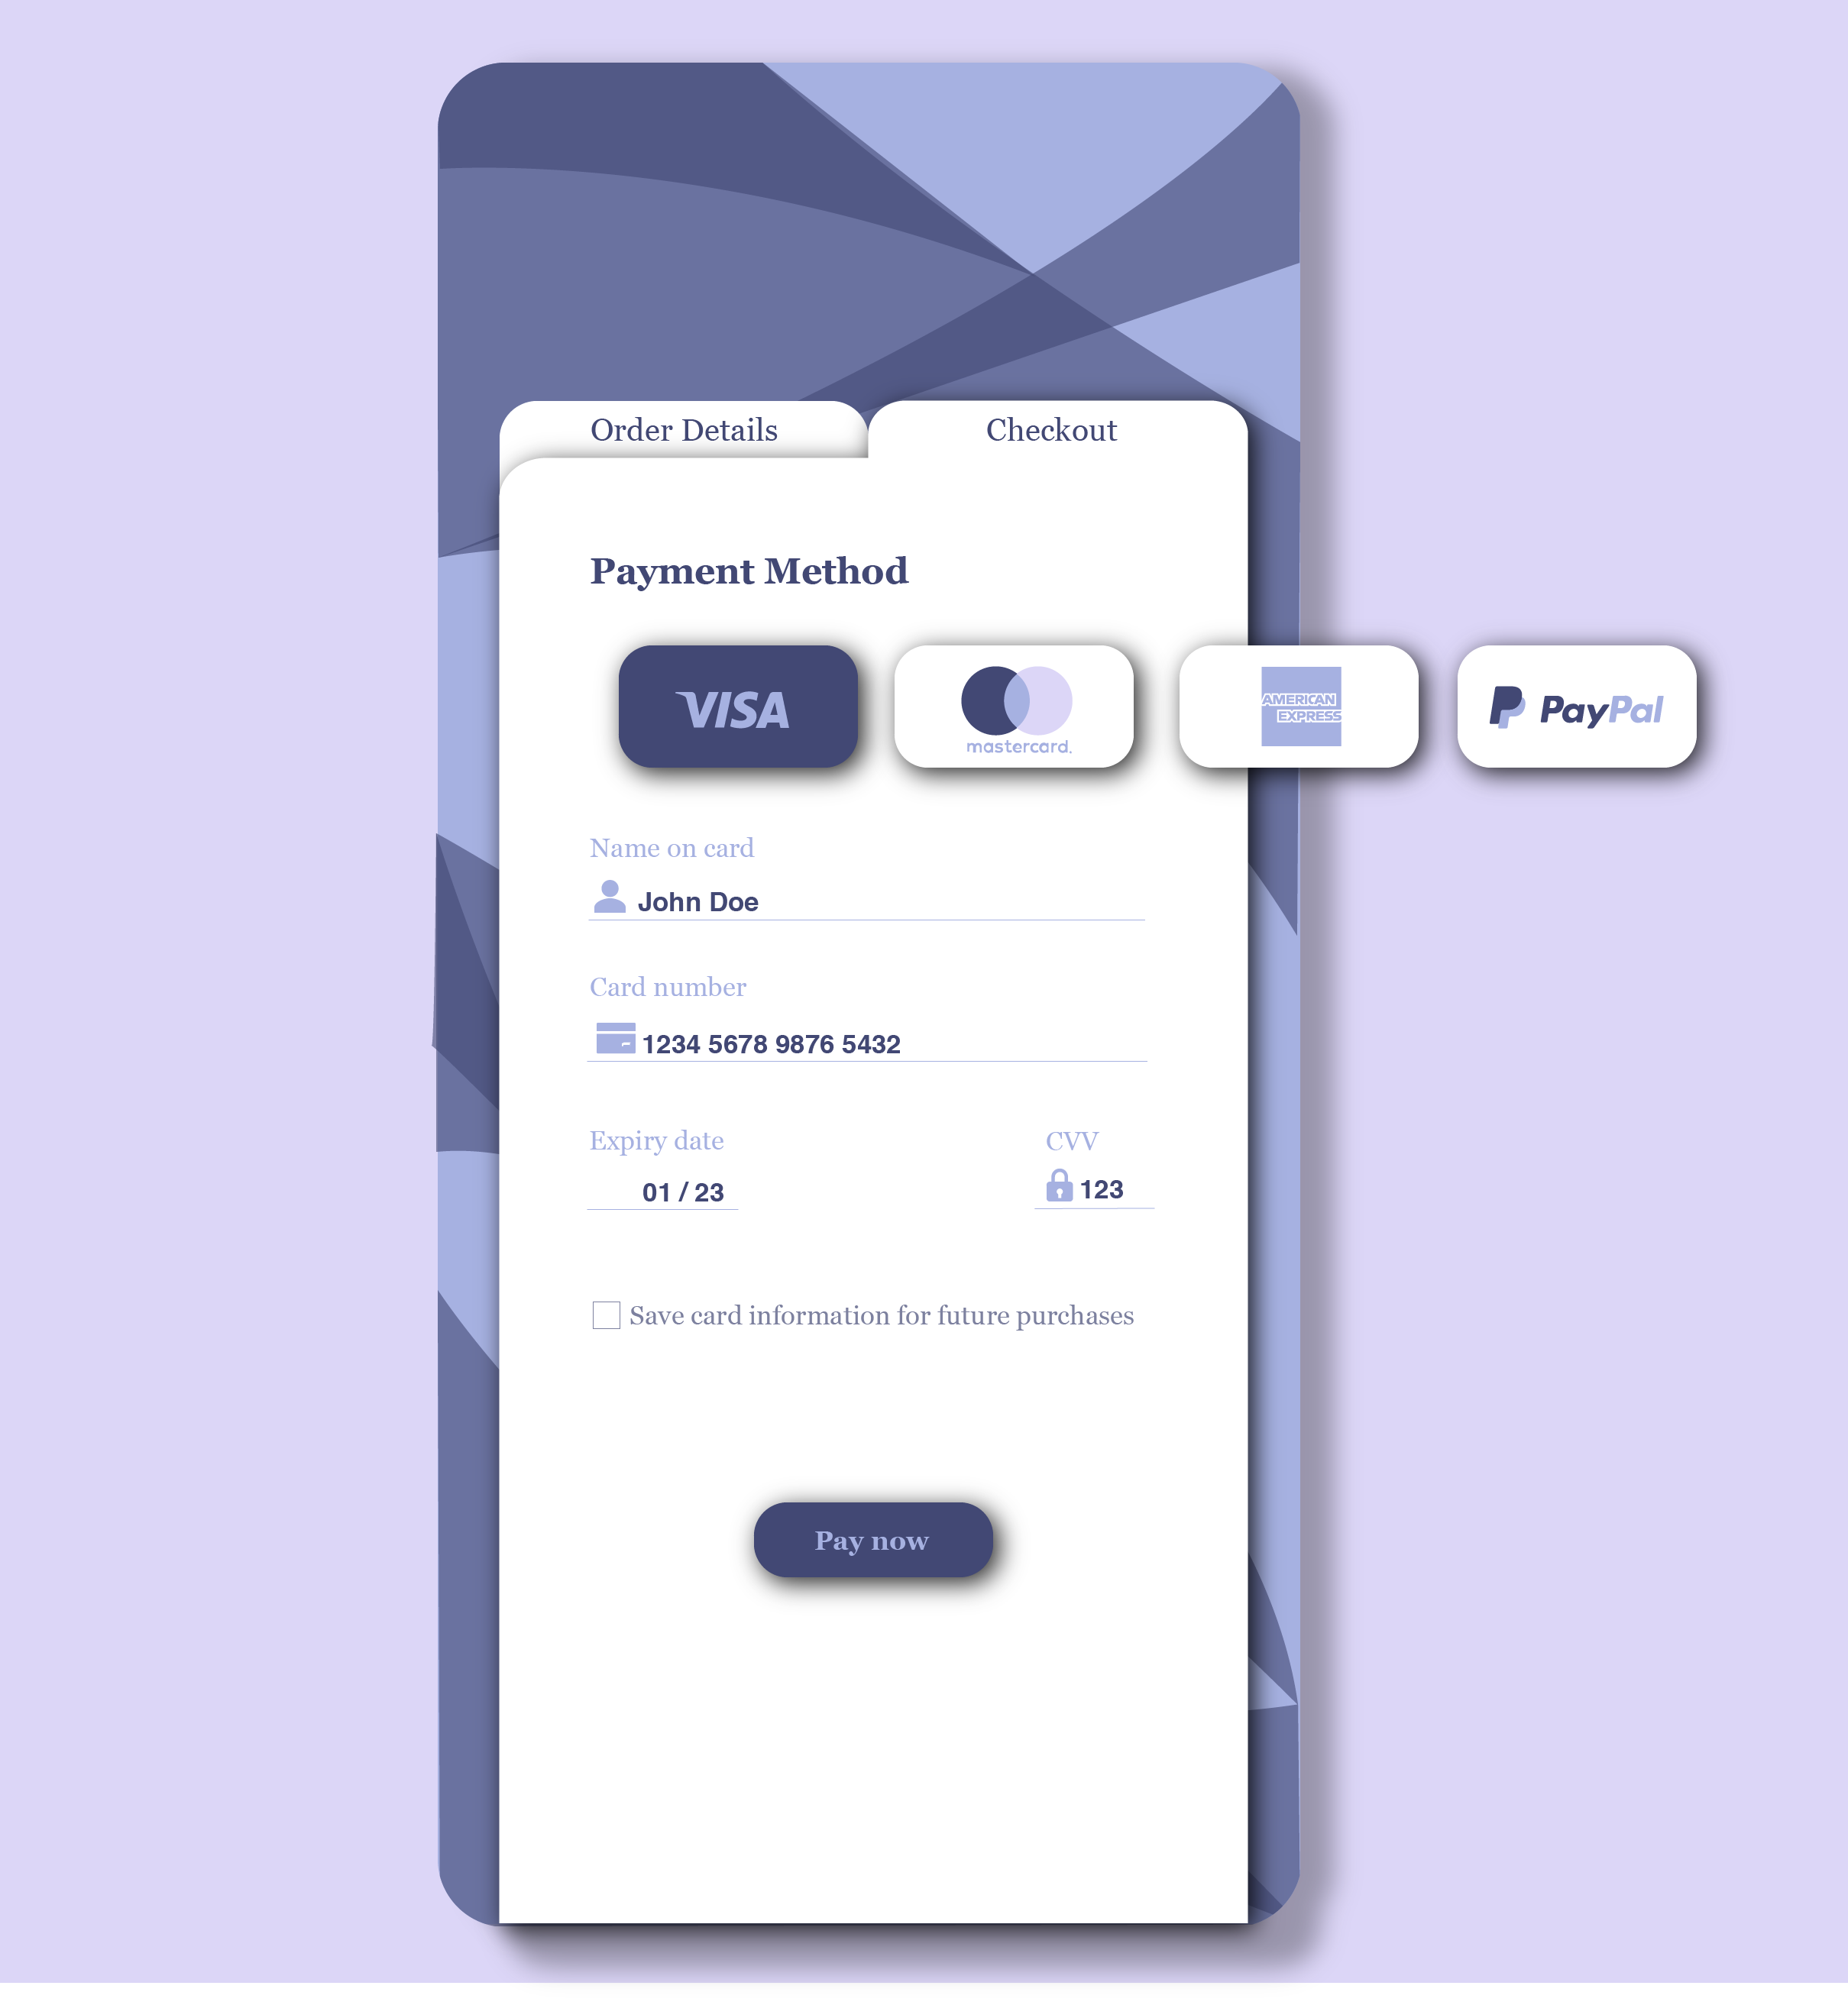 Order Details
Checkout
Payment Method
VISA
mastercard.
AMERICAN
EXPRESS
PayPal
Name on card
John Doe
Card number
1234 5678 9876 5432
Expiry date
CVV
01 / 23
123
Save card information for future purchases
Pay now